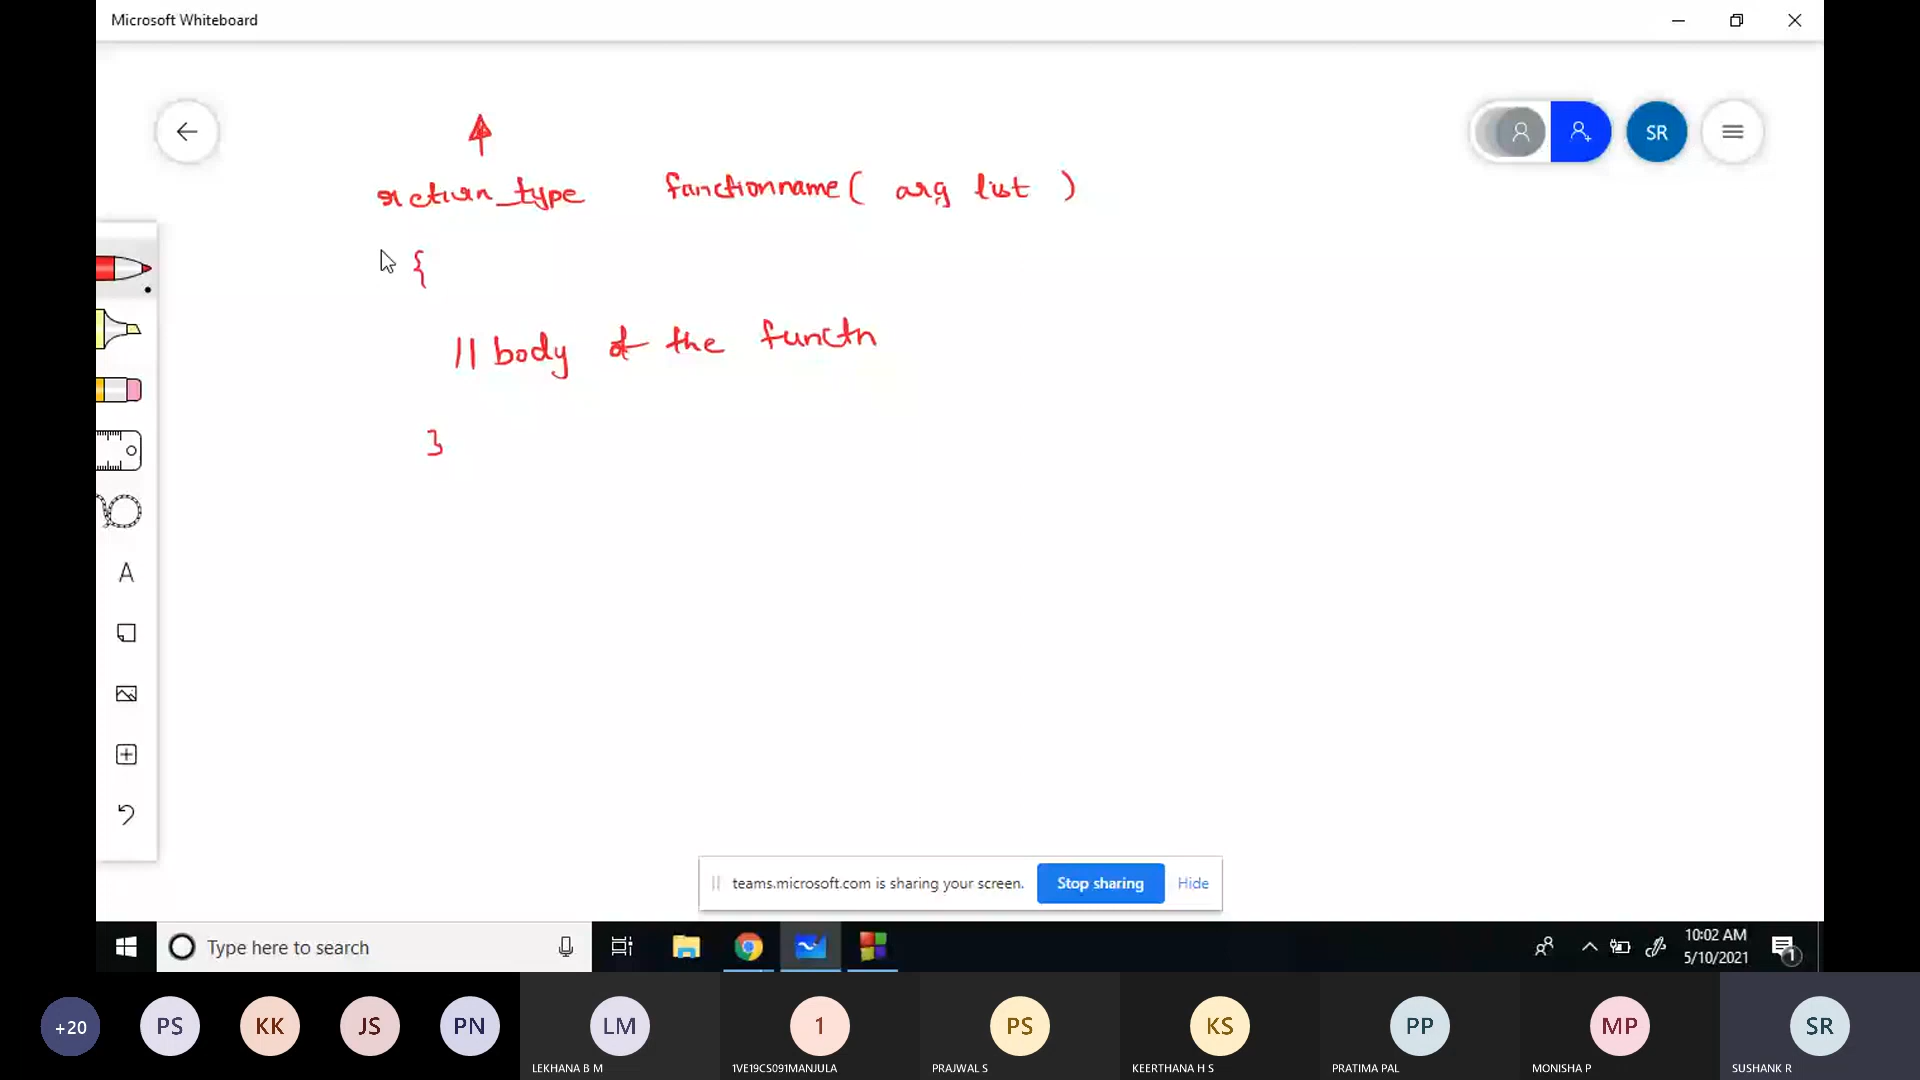 Microsoft Whiteboard
SR
return_type functionname( arg list )
{
//body of the functn
}
A
teams.microsoft.com is sharing your screen. Stop sharing Hide
Type here to search
10:02 AM
5/10/2021
1
+20 PS KK JS PN LM 1 PS KS PP MP SR
LEKHANA B M 1VE19CS091MANJULA PRAJWAL S KEERTHANA H S PRATIMA PAL MONISHA P SUSHANK R